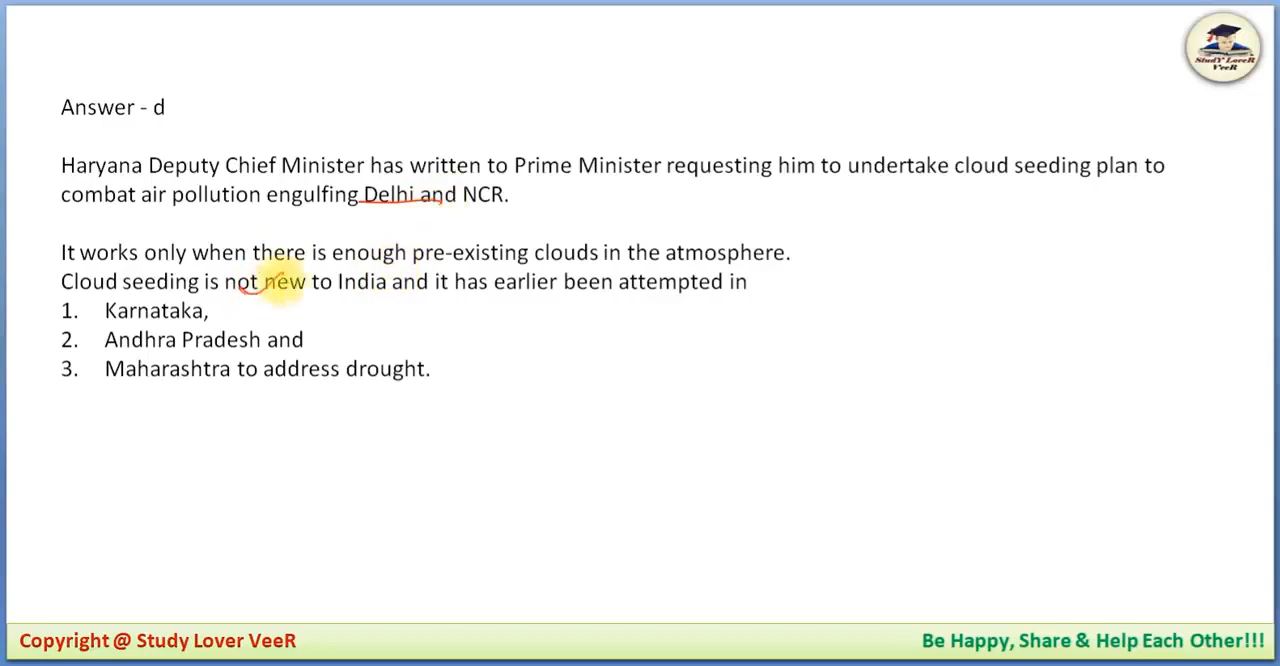 StudY LoveR
VeeR
Answer - d
Haryana Deputy Chief Minister has written to Prime Minister requesting him to undertake cloud seeding plan to
combat air pollution engulfing Delhi and NCR.
It works only when there is enough pre-existing clouds in the atmosphere.
Cloud seeding is not new to India and it has earlier been attempted in
1. Karnataka,
2. Andhra Pradesh and
3. Maharashtra to address drought.
Copyright @ Study Lover VeeR
Be Happy, Share & Help Each Other!!!